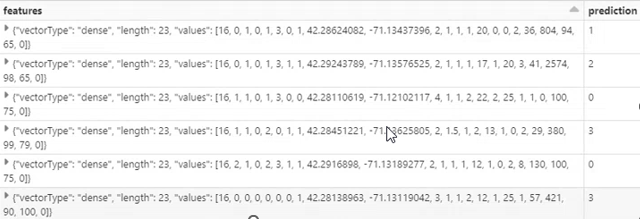 features prediction
{"vectorType": "dense", "length": 23, "values": [16, 0, 1, 0, 1, 3, 0, 1, 42.28624082, -71.13437396, 2, 1, 1, 1, 20, 0, 0, 2, 36, 804, 94, 1
65, 0]}
{"vectorType": "dense", "length": 23, "values": [16, 0, 1, 0, 1, 3, 1, 1, 42.29243789, -71.13576525, 2, 1, 1, 1, 17, 1, 20, 3, 41, 2574, 2
98, 65, 0]}
{"vectorType": "dense", "length": 23, "values": [16, 1, 1, 0, 1, 3, 0, 0, 42.28110619, -71.12102117, 4, 1, 1, 2, 22, 2, 25, 1, 1, 0, 100, 0
75, 0]}
{"vectorType": "dense", "length": 23, "values": [16, 1, 1, 0, 2, 0, 1, 1, 42.28451221, 2, 1.5, 1, 2, 13, 1, 0, 2, 29, 380, 3
99, 79, 0]}
{"vectorType": "dense", "length": 23, "values": [16, 2, 1, 0, 2, 3, 1, 1, 42.2916898, -71.13189277, 2, 1, 1, 1, 12, 1, 0, 2, 8, 130, 100, 0
75, 0]}
{"vectorType": "dense", "length": 23, "values": [16, 0, 0, 0, 0, 0, 0, 1, 42.28138963, -71.13119042, 3, 1, 1, 2, 12, 1, 25, 1, 57, 421, 3
90, 100, 0]}